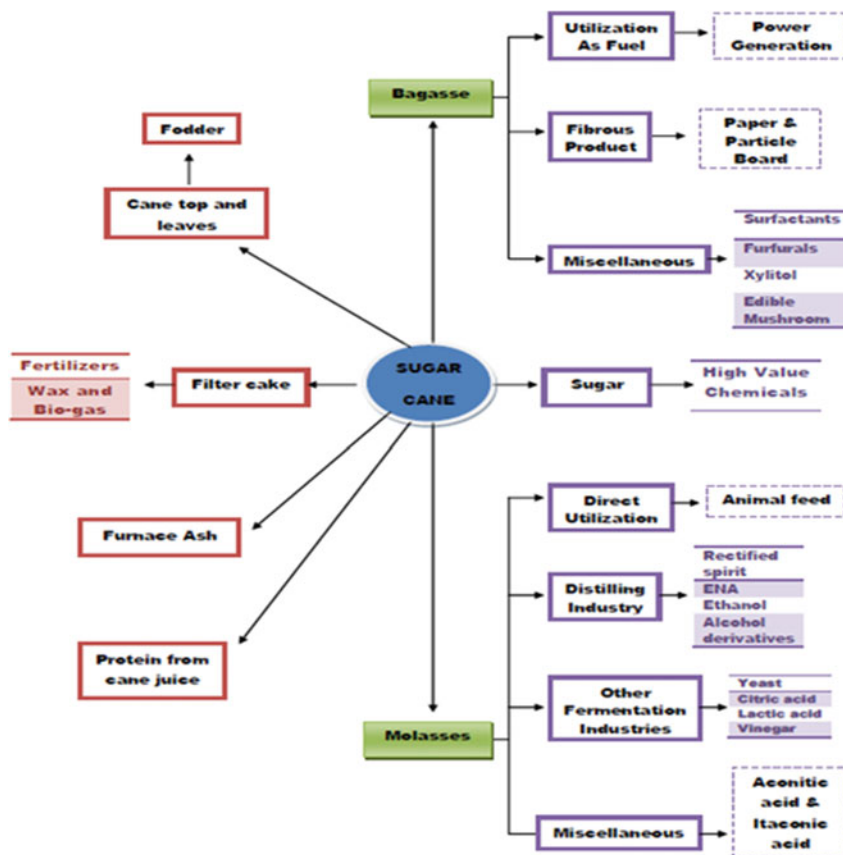 Utilization
As Fuel
Power
Generation
Bagasse
Fibrous
Product
Paper &
Particle
Board
Fodder
Cane top and
leaves
Surfactants
Furfurals
Xylitol
Edible
Mushroom
Miscellaneous
Fertilizers
Wax and
Bio-gas
Filter cake
SUGAR
CANE
Sugar
High Value
Chemicals
Direct
Utilization
Animal feed
Furnace Ash
Distilling
Industry
Rectified
spirit
ENA
Ethanol
Alcohol
derivatives
Protein from
cane juice
Other
Fermentation
Industries
Yeast
Citric acid
Lactic acid
Vinegar
Molasses
Miscellaneous
Aconitic
acid &
Itaconic
acid